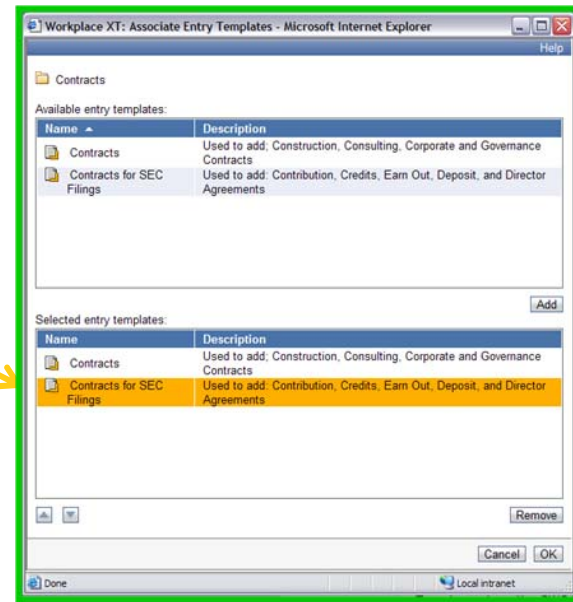 Workplace XT: Associate Entry Templates - Microsoft Internet Explorer
Help
Contracts
Available entry templates:
Name Description
Contracts Used to add; Construction, Consulting, Corporate and Governance
Contracts
Contracts for SEC Used to add: Contribution, Credits, Earn Out, Deposit, and Director
Filings Agreements
Add
Selected entry templates:
Name Description
Contracts Used to add; Construction, Consulting, Corporate and Governance
Contracts
Contracts for SEC Used to add: Contribution, Credits, Earn Out, Deposit, and Director
Filings Agreements
Remove
Cancel OK
Done Local intranet